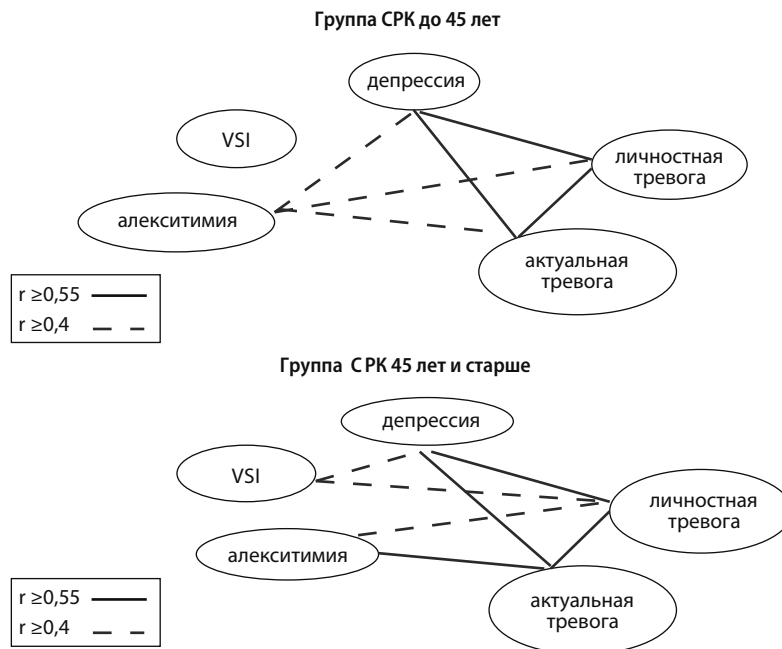 Группа СРК до 45 лет
депрессия
VSI
личностная
тревога
алекситимия
актуальная
тревога
r ≥0,55
r ≥0,4
Группа СРК 45 лет и старше
депрессия
VSI
личностная
тревога
алекситимия
актуальная
тревога
r ≥0,55
r ≥0,4